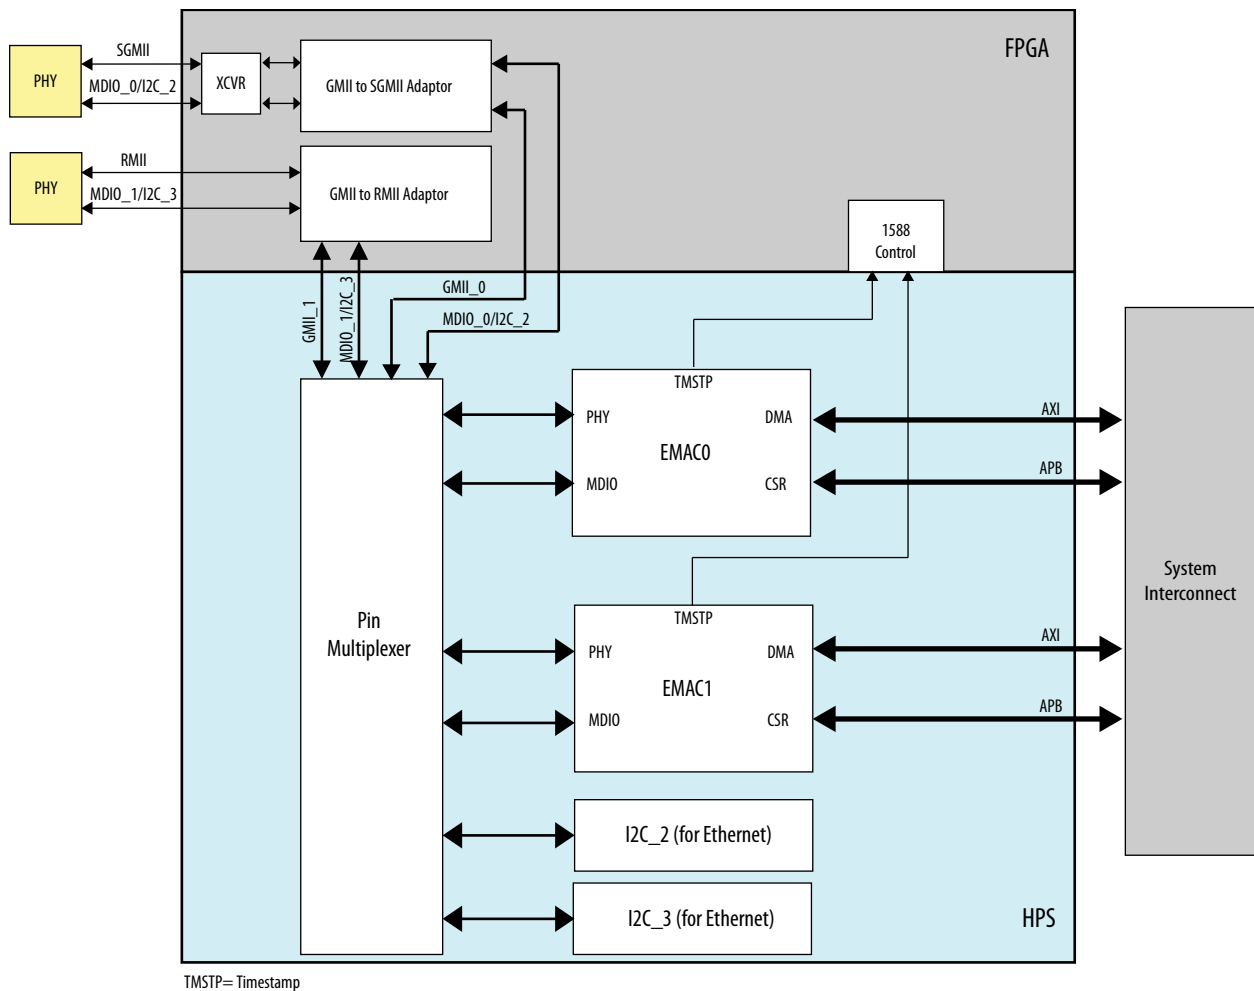 FPGA
SGMII
PHY
MDIO_0/I2C_2
XCVR
GMII to SGMII Adaptor
RMII
PHY
MDIO_1/I2C_3
GMII to RMII Adaptor
1588
Control
GMII_1
MDIO_1/I2C_3
GMII_0
MDIO_0/I2C_2
TMSTP
PHY
DMA
EMAC0
MDIO
CSR
AXI
APB
System
Interconnect
Pin
Multiplexer
TMSTP
PHY
DMA
EMAC1
MDIO
CSR
AXI
APB
I2C_2 (for Ethernet)
I2C_3 (for Ethernet)
HPS
TMSTP= Timestamp